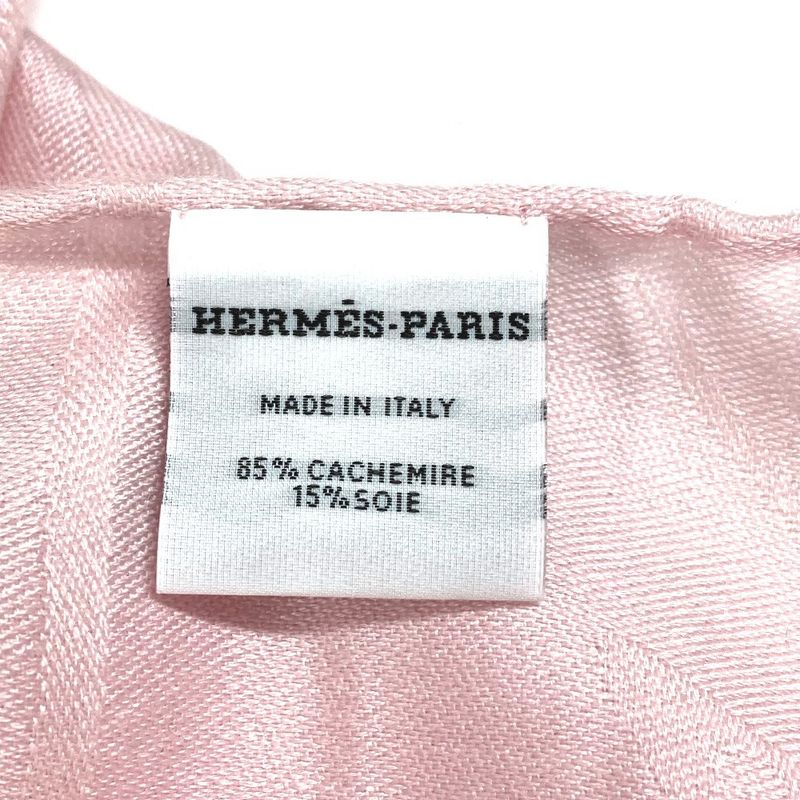 HERMÈS-PARIS
MADE IN ITALY
85% CACHEMIRE
15% SOIE